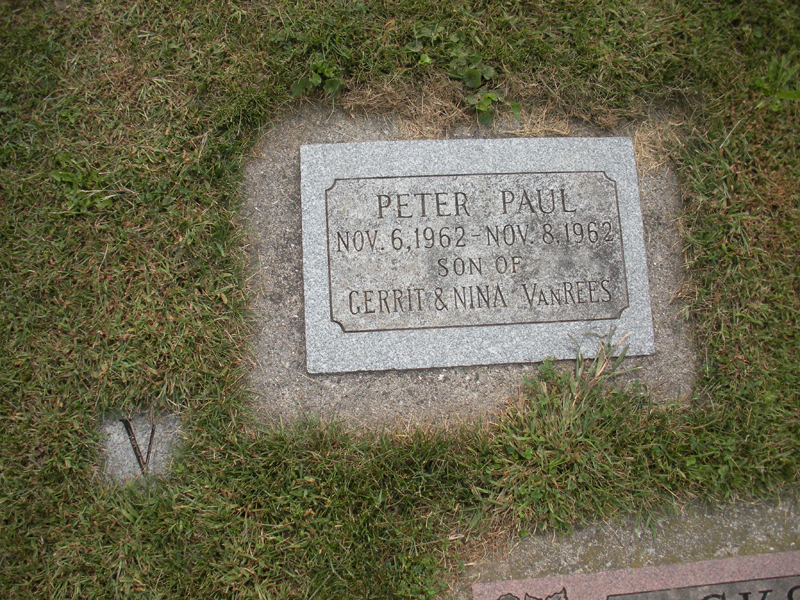 PETER PAUL
NOV. 6, 1962 - NOV. 8, 1962
SON OF
GERRIT & NINA VANREES
V